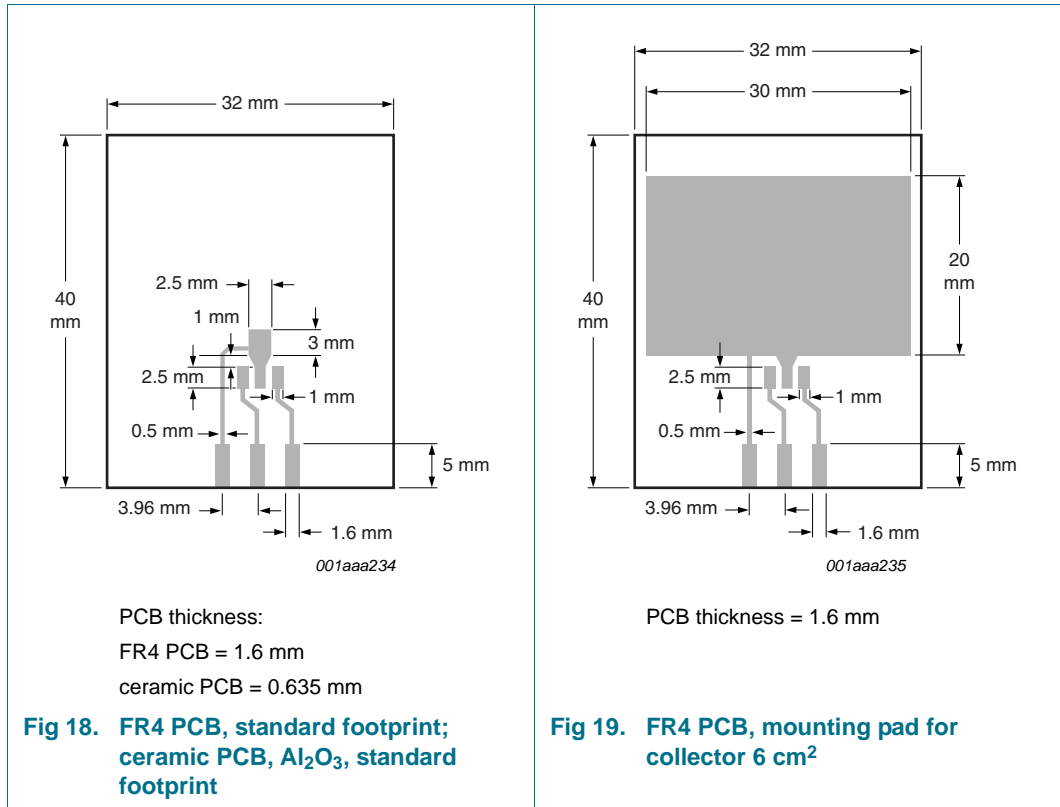 32 mm
40
mm
2.5 mm
1 mm
3 mm
2.5 mm
1 mm
0.5 mm
5 mm
3.96 mm
1.6 mm
001aaa234
PCB thickness:
FR4 PCB = 1.6 mm
ceramic PCB = 0.635 mm
Fig 18. FR4 PCB, standard footprint;
ceramic PCB, Al2O3, standard
footprint
32 mm
30 mm
40
mm
20
mm
2.5 mm
1 mm
0.5 mm
5 mm
3.96 mm
1.6 mm
001aaa235
PCB thickness = 1.6 mm
Fig 19. FR4 PCB, mounting pad for
collector 6 cm2